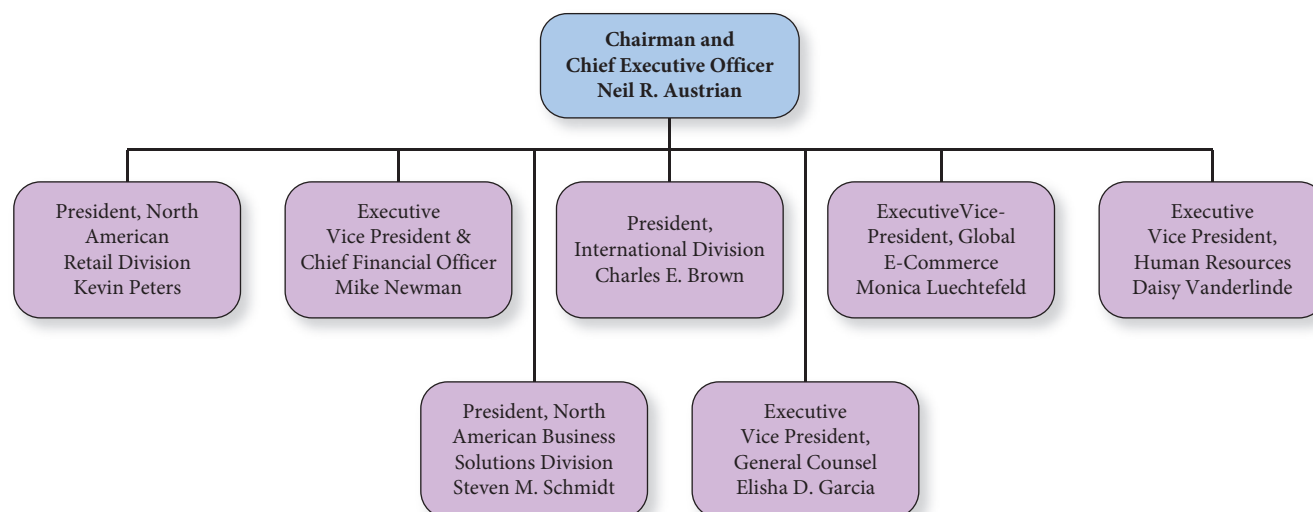 Chairman and
Chief Executive Officer
Neil R. Austrian
President, North
American
Retail Division
Kevin Peters
Executive
Vice President &
Chief Financial Officer
Mike Newman
President,
International Division
Charles E. Brown
ExecutiveVice-
President, Global
E-Commerce
Monica Luechtefeld
Executive
Vice President,
Human Resources
Daisy Vanderlinde
President, North
American Business
Solutions Division
Steven M. Schmidt
Executive
Vice President,
General Counsel
Elisha D. Garcia